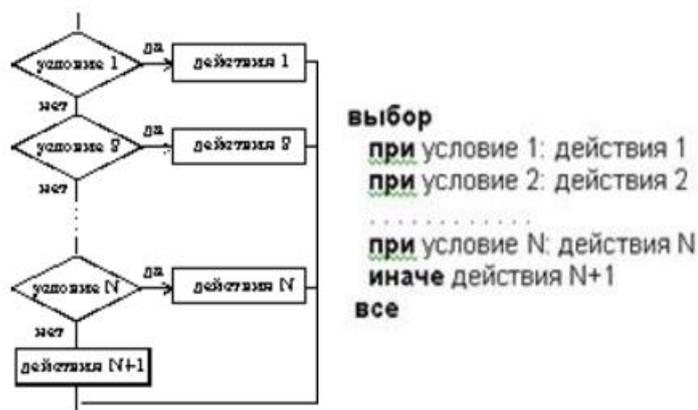 условие 1
да
действия 1
нет
условие 2
да
действия 2
нет
условие N
да
действия N
нет
действия N+1
выбор
при условие 1: действия 1
при условие 2: действия 2
. . . . . . . . . . . . .
при условие N: действия N
иначе действия N+1
все